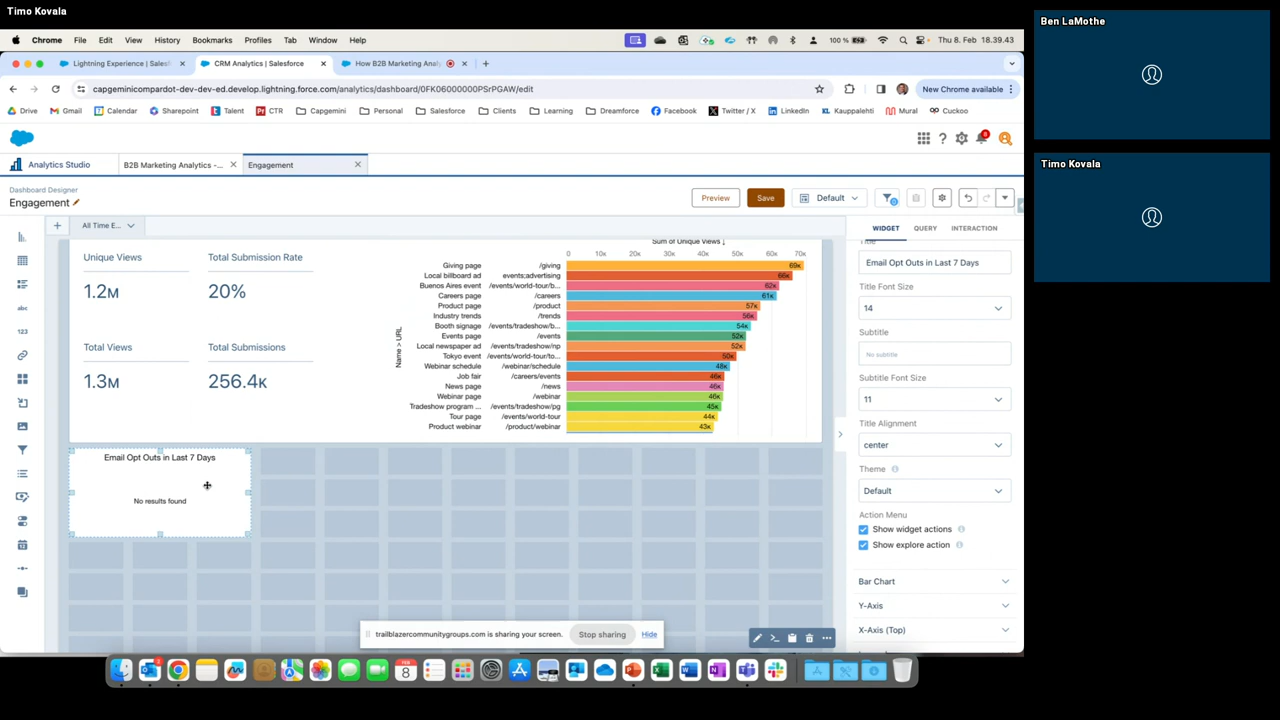 Timo Kovala
Chrome File Edit View History Bookmarks Profiles Tab Window Help
100 %
Thu 8. Feb 18.39.43
Lightning Experience | Salesf
CRM Analytics | Salesforce
How B2B Marketing Analy
capgeminicompardot-dev-dev-ed.develop.lightning.force.com/analytics/dashboard/0FK06000000PSrPGAW/edit
New Chrome available
Drive Gmail Calendar Sharepoint Talent CTR Capgemini Personal Salesforce Clients Learning Dreamforce Facebook Twitter / X LinkedIn Kauppalehti Mural Cuckoo
8
Analytics Studio
B2B Marketing Analytics -...
Engagement
Dashboard Designer
Engagement
Preview
Save
Default
All Time E...
WIDGET QUERY INTERACTION
Unique Views
1.2M
Total Submission Rate
20%
Total Views
1.3M
Total Submissions
256.4K
Sum of Unique Views ↓
0 10k 20k 30k 40k 50k 60k 70k
Name > URL
Giving page /giving 69K
Local billboard ad events:advertising 66K
Buenos Aires event /events/world-tour/b... 62K
Careers page /careers 61K
Product page /product 57K
Industry trends /trends 56K
Booth signage /events/tradeshow/b... 54K
Events page /events 52K
Local newspaper ad /events/tradeshow/np 52K
Tokyo event /events/world-tour/to... 50K
Webinar schedule /webinar/schedule 48K
Job fair /careers/events 46K
News page /news 46K
Webinar page /webinar 46K
Tradeshow program ... /events/tradeshow/pg 45K
Tour page /events/world-tour 44K
Product webinar /product/webinar 43K
Email Opt Outs in Last 7 Days
No results found
Title
Email Opt Outs in Last 7 Days
Title Font Size
14
Subtitle
No subtitle
Subtitle Font Size
11
Title Alignment
center
Theme
Default
Action Menu
Show widget actions
Show explore action
Bar Chart
Y-Axis
X-Axis (Top)
trailblazercommunitygroups.com is sharing your screen.
Stop sharing
Hide
Ben LaMothe
Timo Kovala